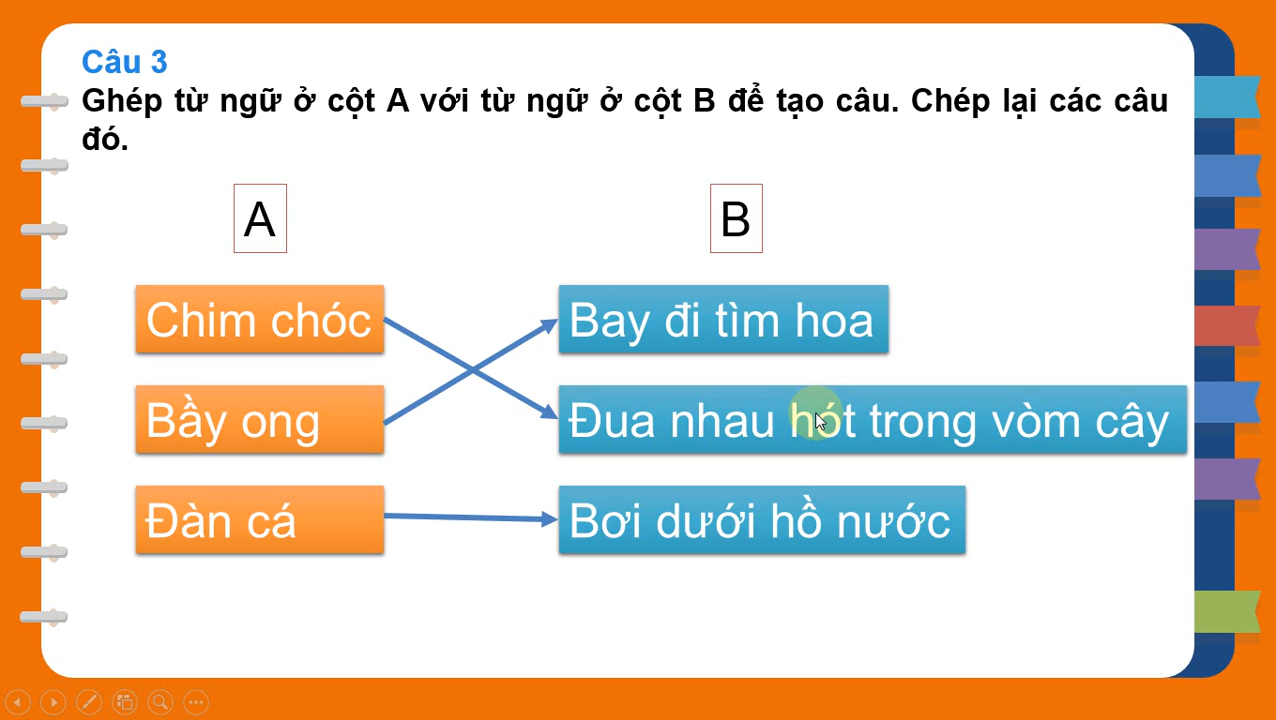 Câu 3
Ghép từ ngữ ở cột A với từ ngữ ở cột B để tạo câu. Chép lại các câu
đó.
A
B
Chim chóc
Bay đi tìm hoa
Bầy ong
Đua nhau hót trong vòm cây
Đàn cá
Bơi dưới hồ nước